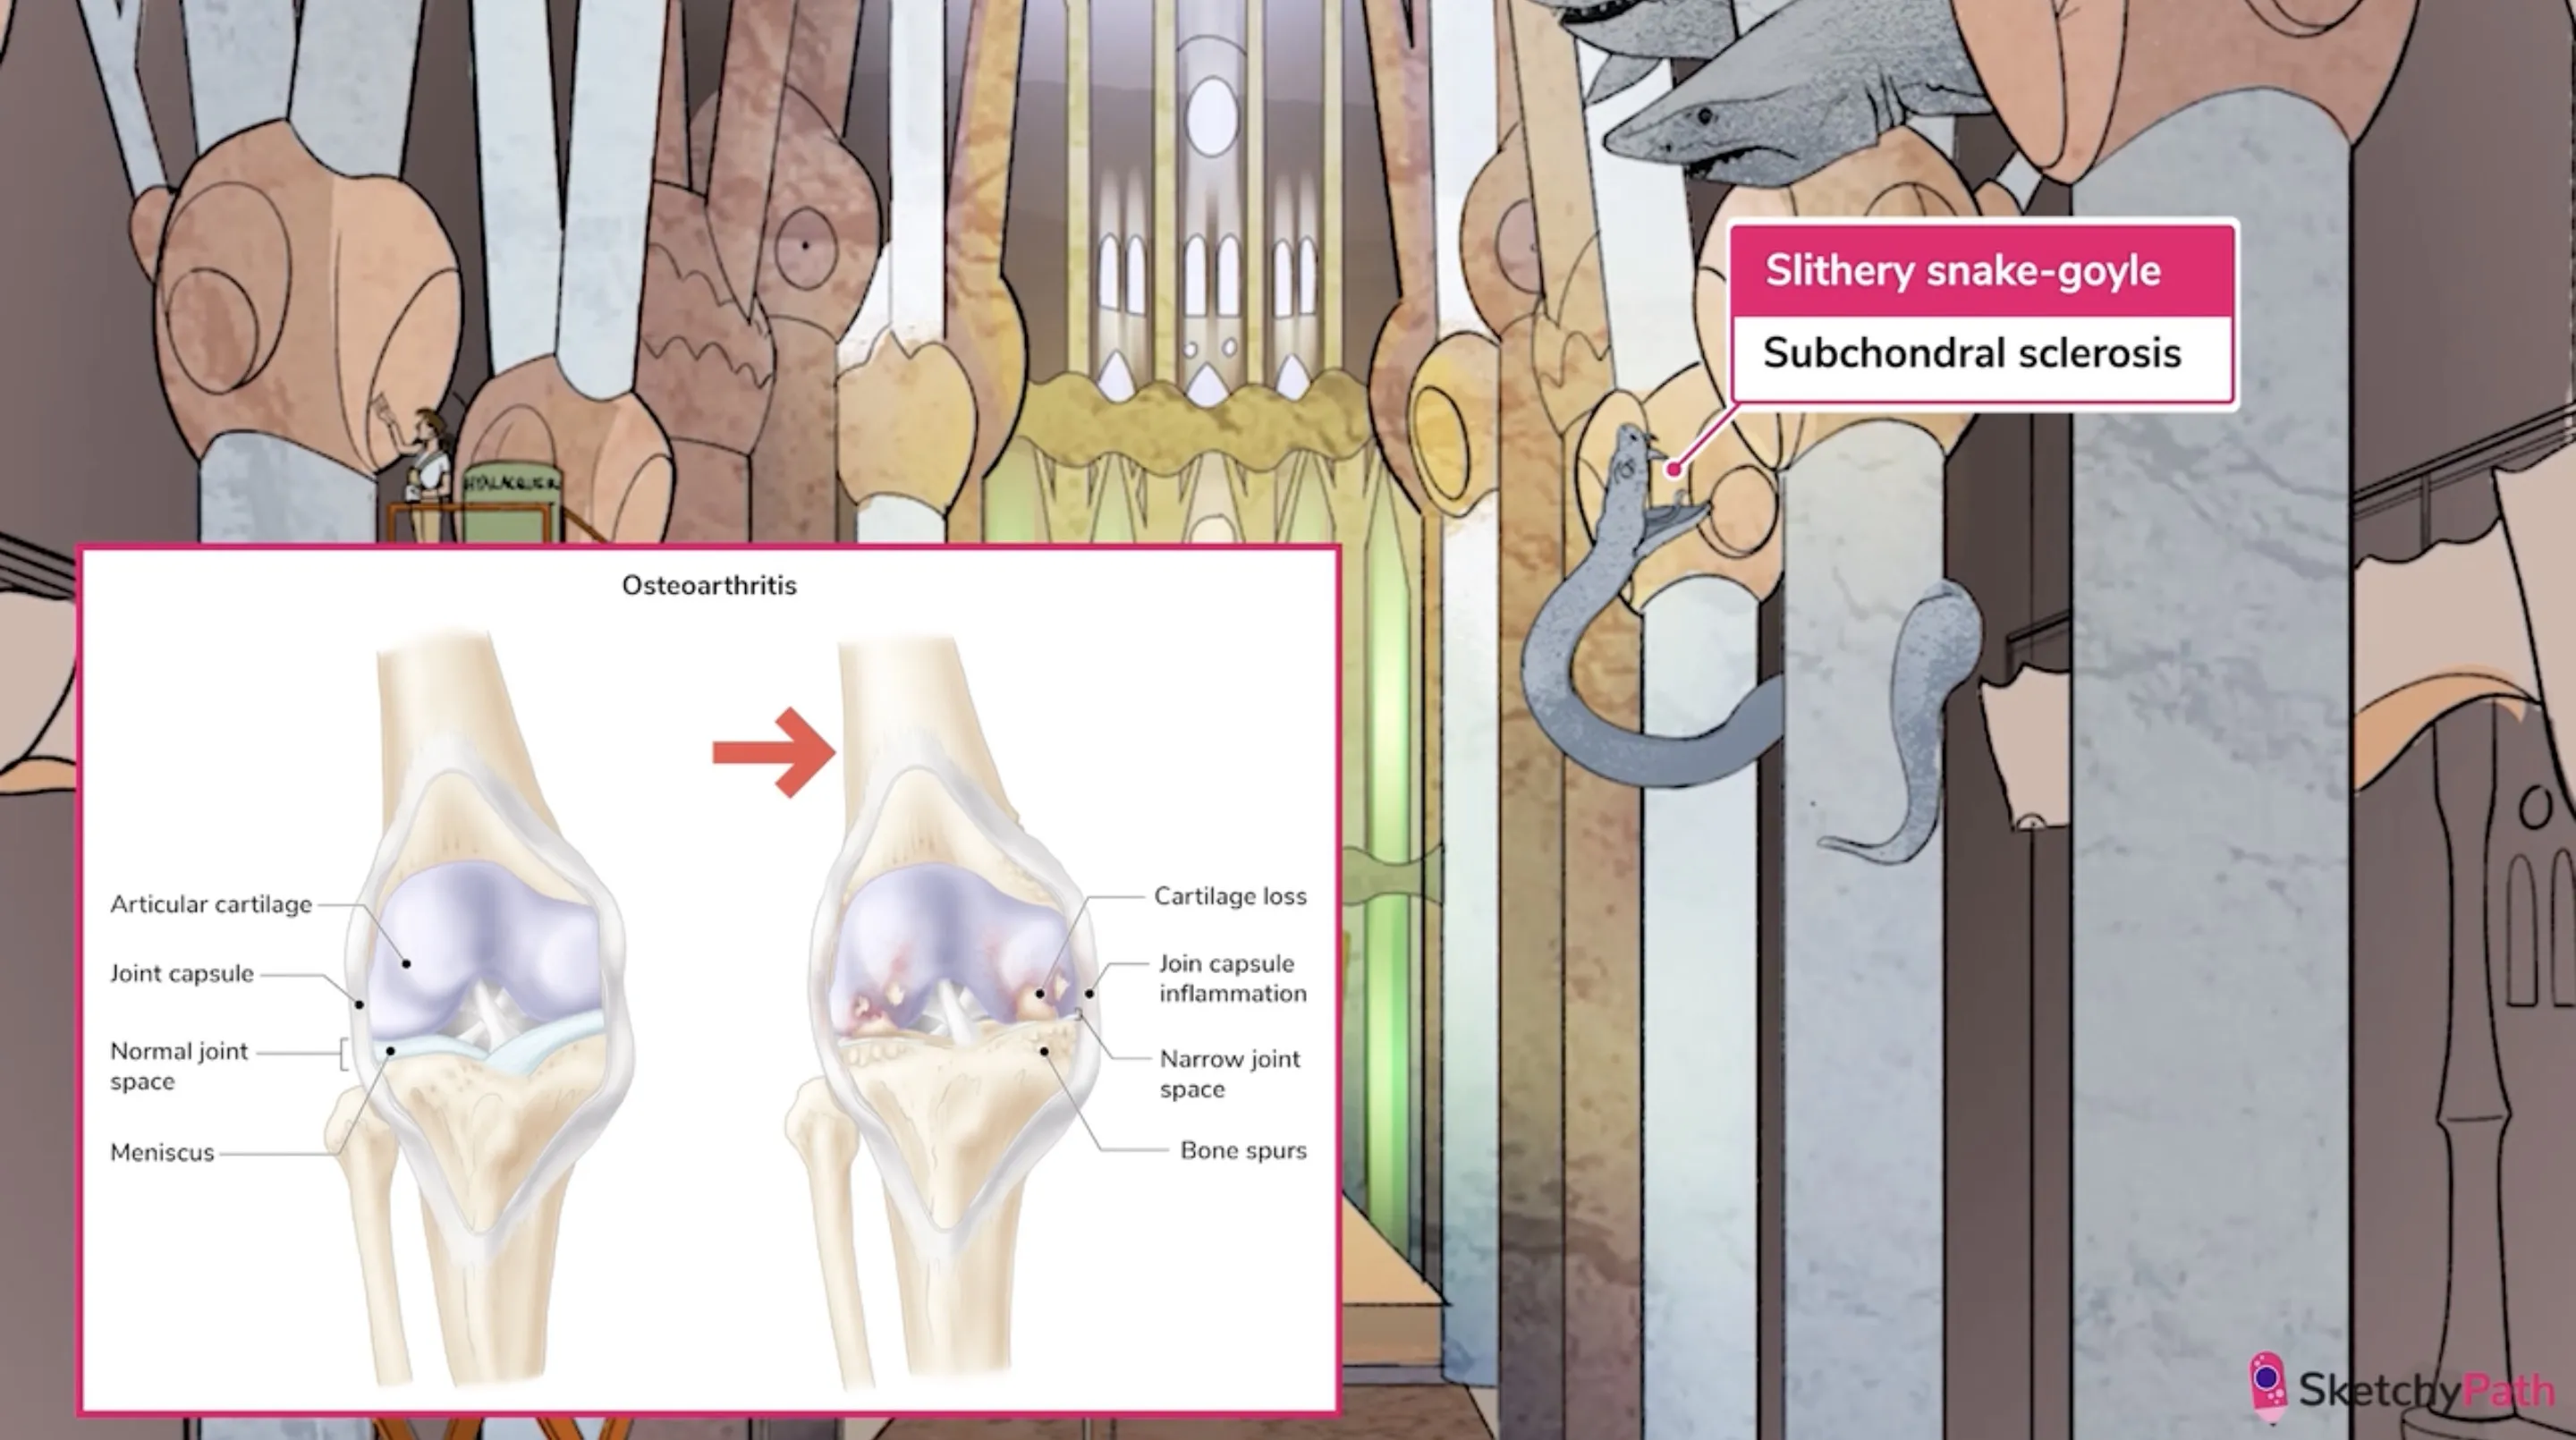 Slithery snake-goyle
Subchondral sclerosis
Osteoarthritis
Articular cartilage
Joint capsule
Normal joint
space
Meniscus
Cartilage loss
Join capsule
inflammation
Narrow joint
space
Bone spurs
SketchyPath